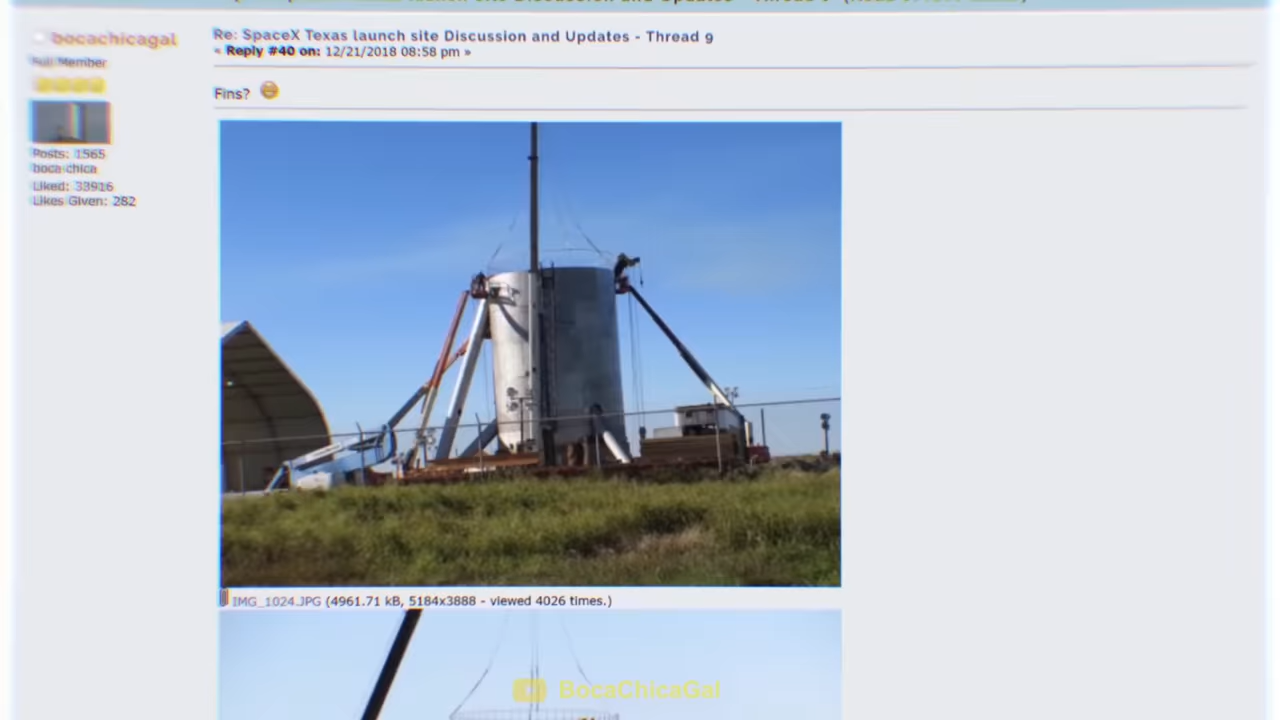 bocachicagal
Full Member
Posts: 1565
boca chica
Liked: 33916
Likes Given: 282
Re: SpaceX Texas launch site Discussion and Updates - Thread 9
« Reply #40 on: 12/21/2018 08:58 pm »
Fins?
IMG_1024.JPG (4961.71 kB, 5184x3888 - viewed 4026 times.)
BocaChicaGal